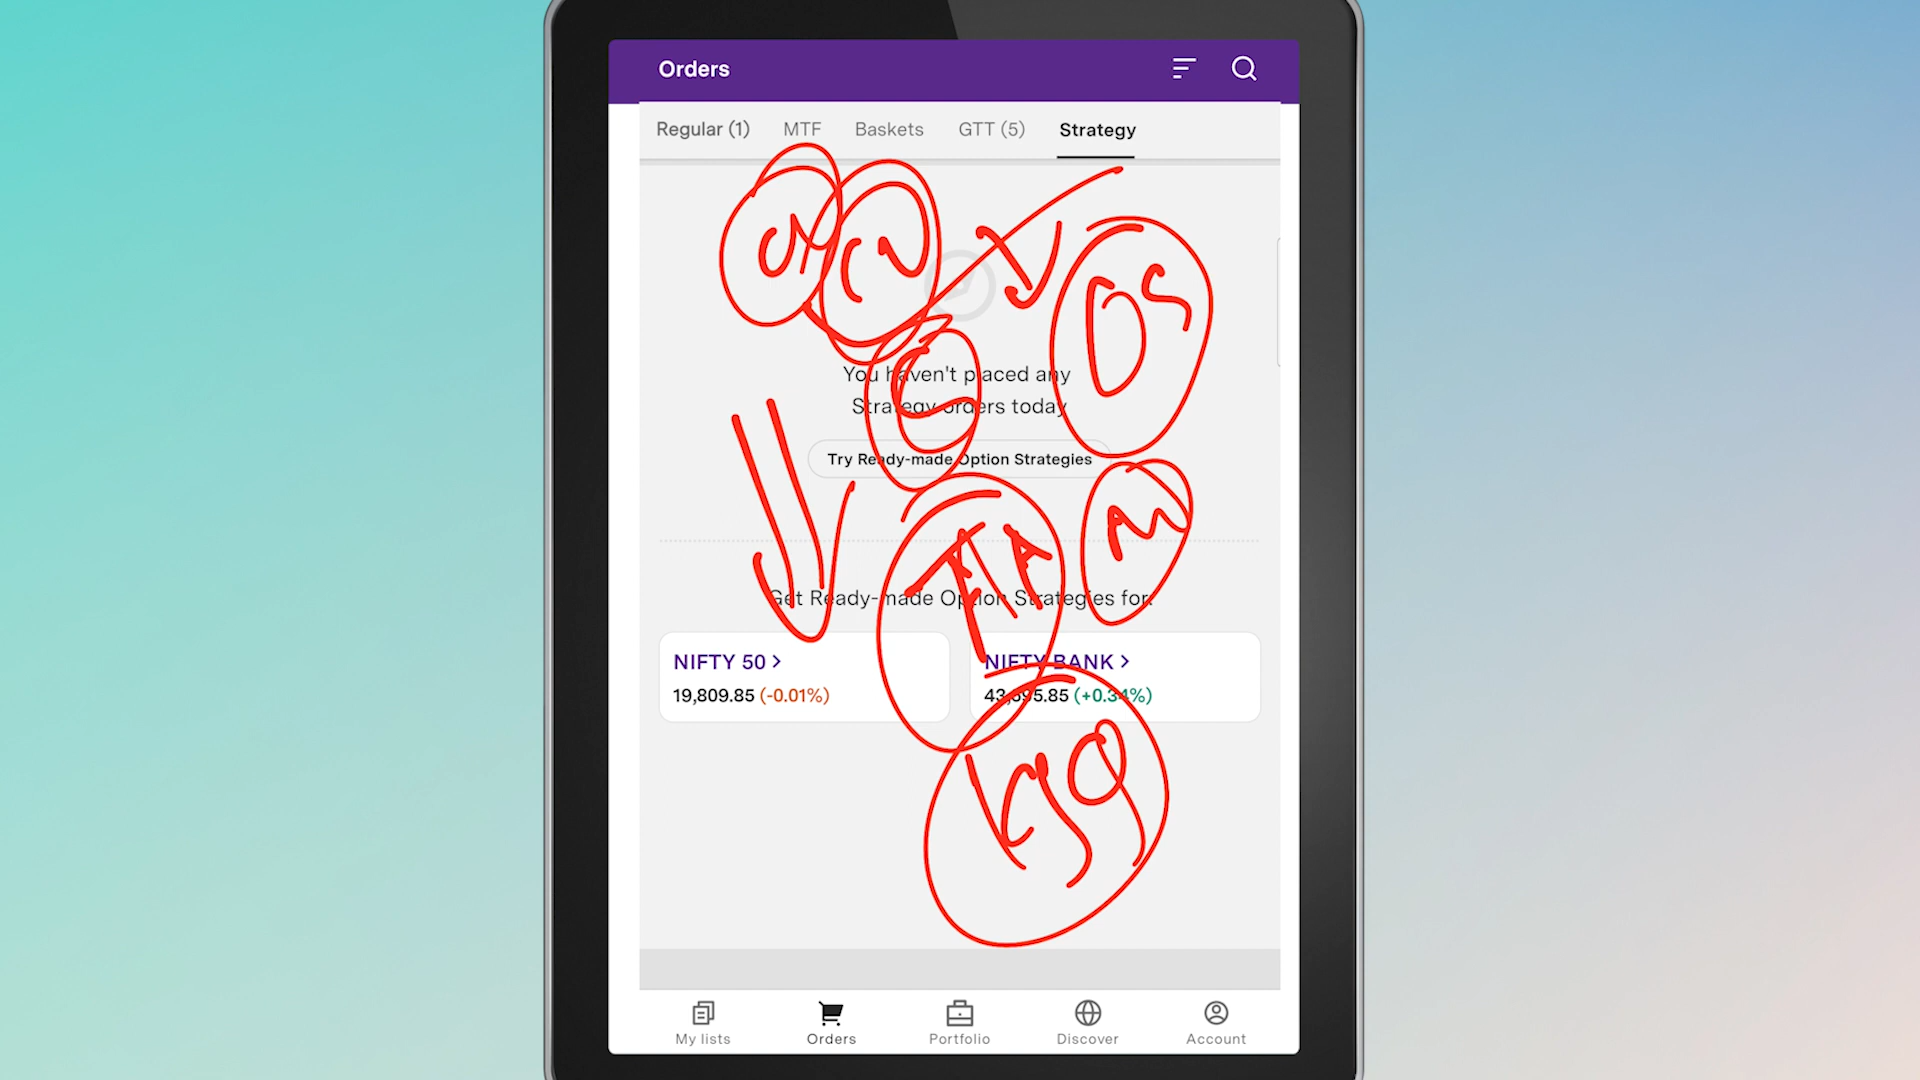 Orders
Regular (1) MTF Baskets GTT (5) Strategy
You haven't placed any
Strategy orders today
Try Ready-made Option Strategies
Get Ready-made Option Strategies for:
NIFTY 50 > NIFTY BANK >
19,809.85 (-0.01%) (+0.34%)
My lists Orders Portfolio Discover Account